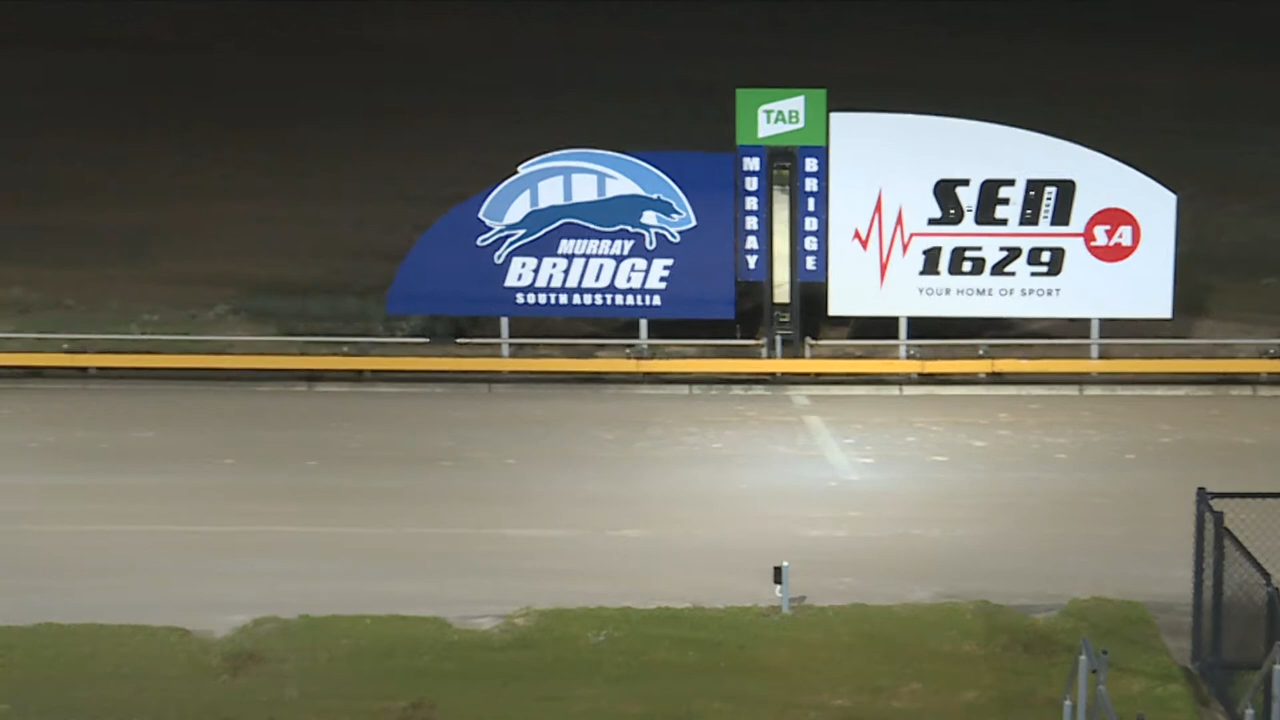 TAB
MURRAY
BRIDGE
MURRAY
BRIDGE
SOUTH AUSTRALIA
SEN
1629
SA
YOUR HOME OF SPORT